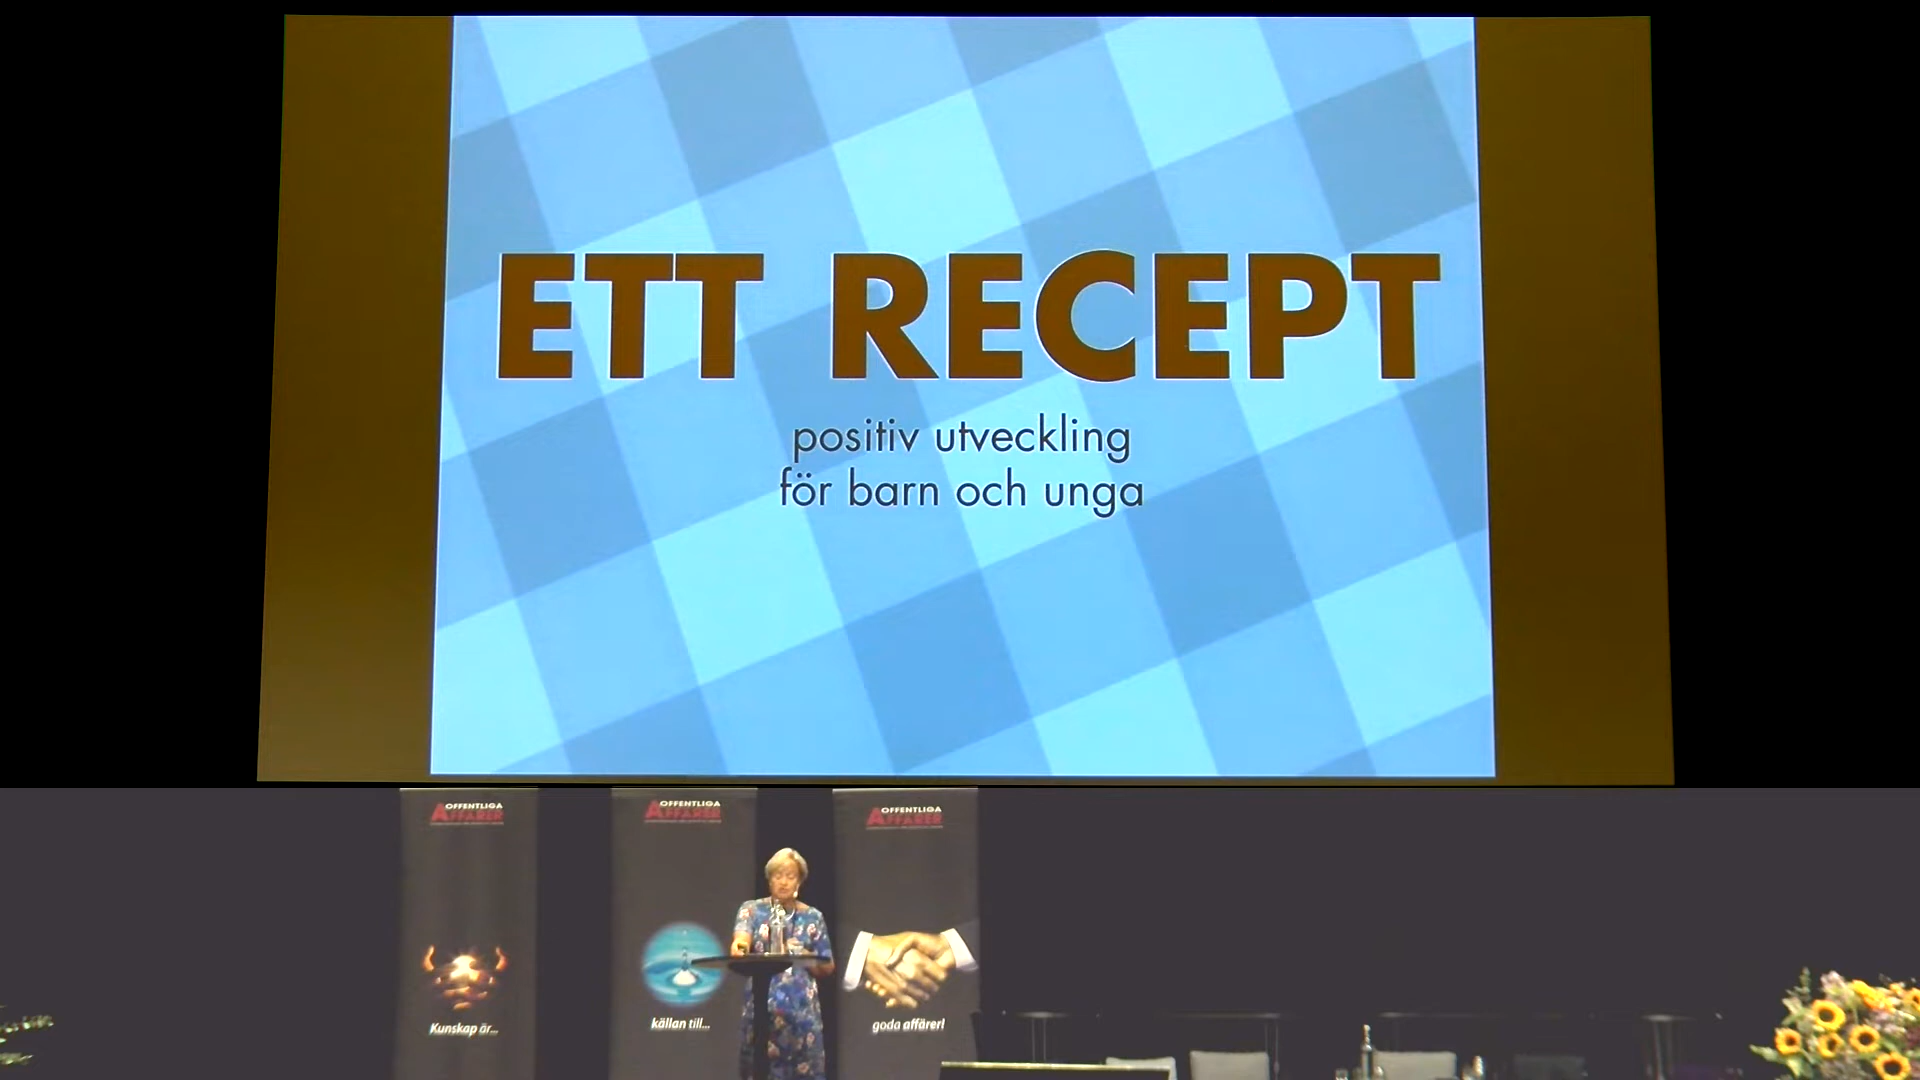 ETT RECEPT
positiv utveckling
för barn och unga
OFFENTLIGA
AFFÄRER
OFFENTLIGA
AFFÄRER
OFFENTLIGA
AFFÄRER
Kunskap är...
källan till...
goda affärer!